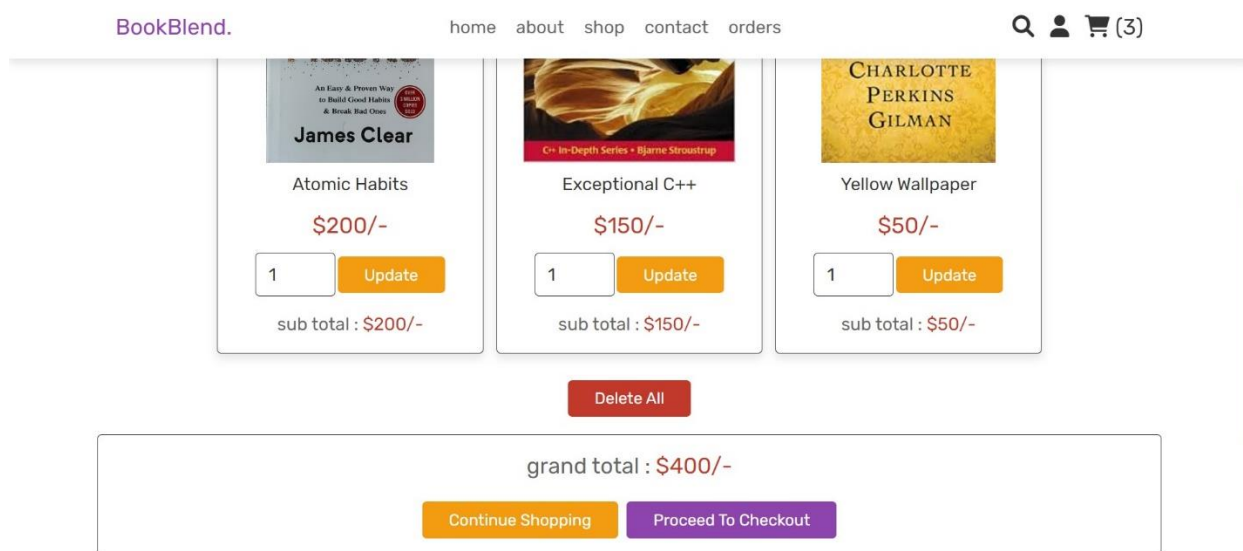 BookBlend.
home about shop contact orders
(3)
An Easy & Proven Way
to Build Good Habits
& Break Bad Ones
James Clear
C++ In-Depth Series • Bjarne Stroustrup
CHARLOTTE
PERKINS
GILMAN
Atomic Habits
Exceptional C++
Yellow Wallpaper
$200/-
$150/-
$50/-
1 Update
1 Update
1 Update
sub total : $200/-
sub total : $150/-
sub total : $50/-
Delete All
grand total : $400/-
Continue Shopping
Proceed To Checkout